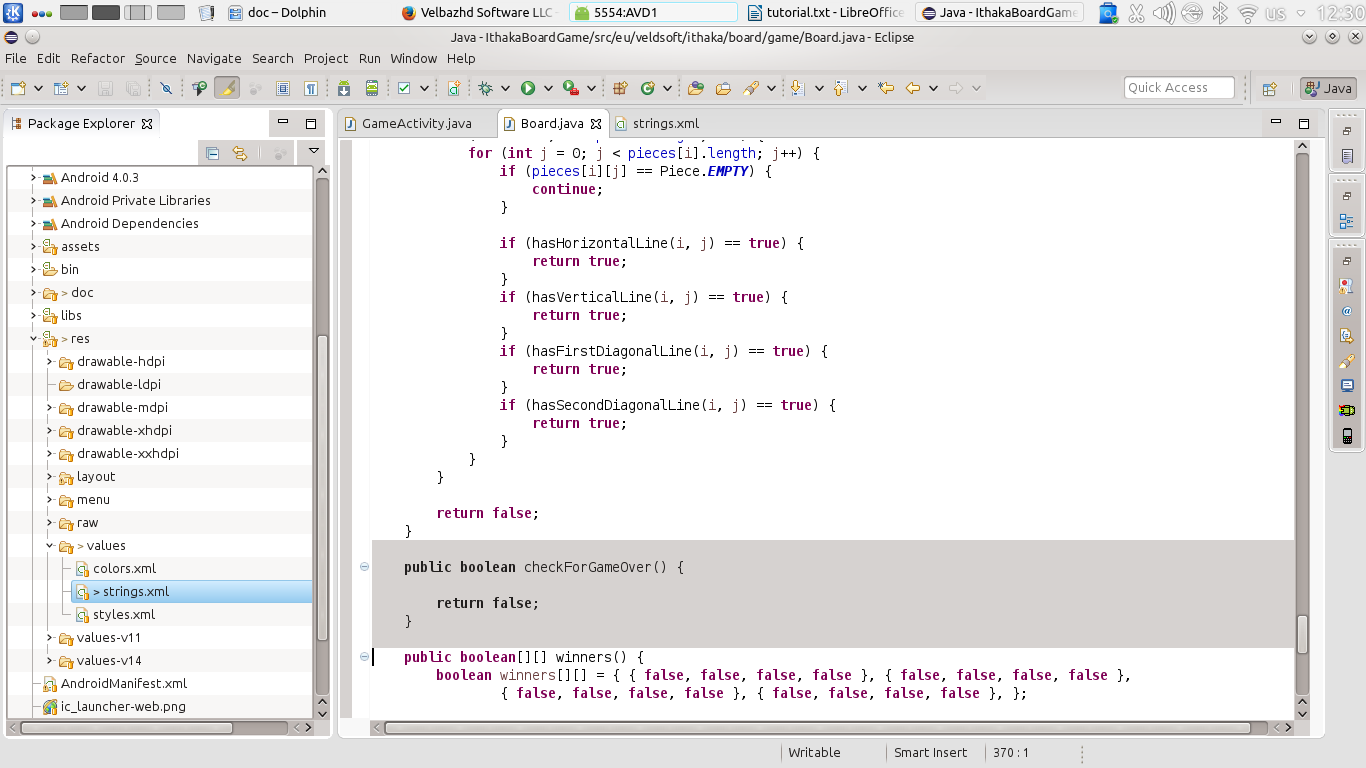 doc – Dolphin
Velbazhd Software LLC
5554:AVD1
tutorial.txt - LibreOffice
Java - IthakaBoardGame
us
12:30
Java - IthakaBoardGame/src/eu/veldsoft/ithaka/board/game/Board.java - Eclipse
File Edit Refactor Source Navigate Search Project Run Window Help
Quick Access
Java
Package Explorer
GameActivity.java
Board.java
strings.xml
Android 4.0.3
Android Private Libraries
Android Dependencies
assets
bin
> doc
libs
> res
drawable-hdpi
drawable-ldpi
drawable-mdpi
drawable-xhdpi
drawable-xxhdpi
layout
menu
raw
> values
colors.xml
> strings.xml
styles.xml
values-v11
values-v14
AndroidManifest.xml
ic_launcher-web.png
for (int j = 0; j < pieces[i].length; j++) {
if (pieces[i][j] == Piece.EMPTY) {
continue;
}
if (hasHorizontalLine(i, j) == true) {
return true;
}
if (hasVerticalLine(i, j) == true) {
return true;
}
if (hasFirstDiagonalLine(i, j) == true) {
return true;
}
if (hasSecondDiagonalLine(i, j) == true) {
return true;
}
}
}
return false;
}
public boolean checkForGameOver() {
return false;
}
public boolean[][] winners() {
boolean winners[][] = { { false, false, false, false }, { false, false, false, false },
{ false, false, false, false }, { false, false, false, false }, };
Writable
Smart Insert
370 : 1